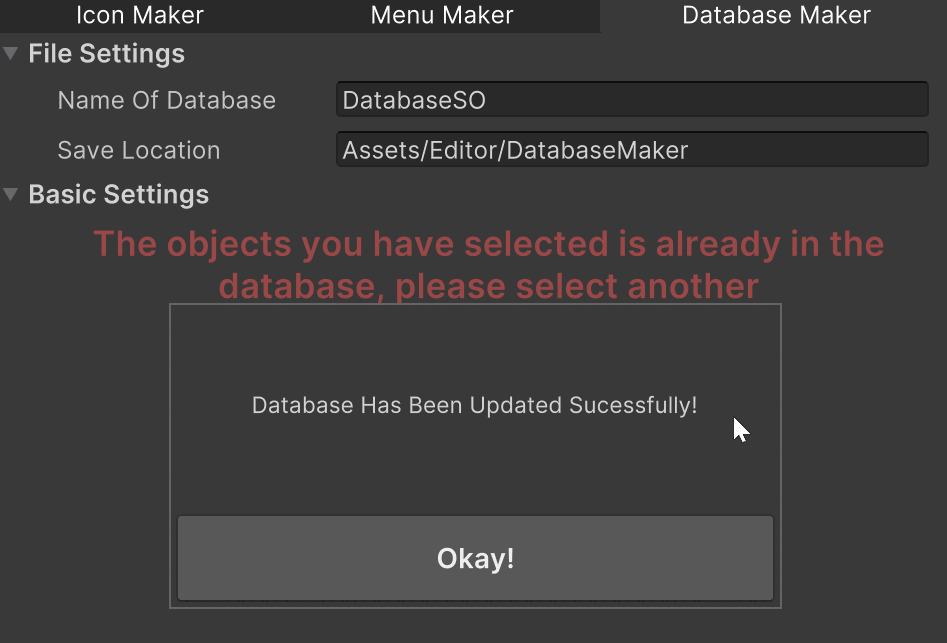 Icon Maker
Menu Maker
Database Maker
File Settings
Name Of Database
DatabaseSO
Save Location
Assets/Editor/DatabaseMaker
Basic Settings
The objects you have selected is already in the
database, please select another
Database Has Been Updated Sucessfully!
Okay!